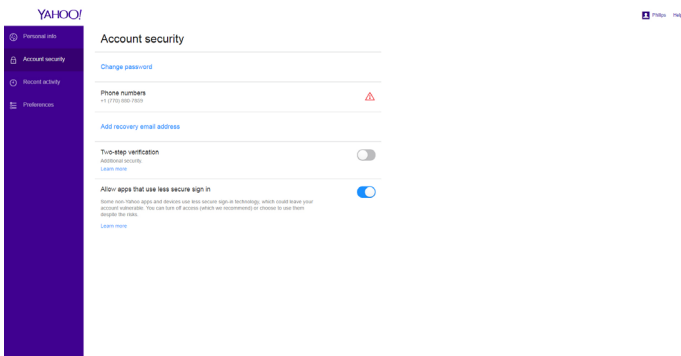 YAHOO!
Philips Help
Personal info
Account security
Recent activity
Preferences
Account security
Change password
Phone numbers
Add recovery email address
Two-step verification
Additional security.
Learn more
Allow apps that use less secure sign in
Some non-Yahoo apps and devices use less secure sign-in technology, which could leave your
account vulnerable. You can turn off access (which we recommend) or choose to use them
despite the risks.
Learn more